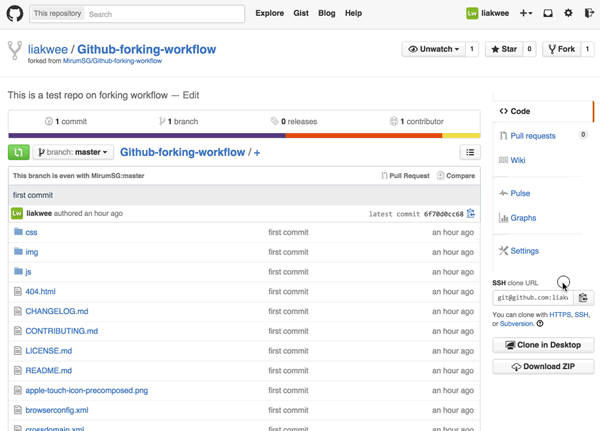 This repository Search Explore Gist Blog Help liakwee
liakwee / Github-forking-workflow Unwatch 1 Star 0 Fork 1
forked from MirumSG/Github-forking-workflow
This is a test repo on forking workflow — Edit
1 commit 1 branch 0 releases 1 contributor
branch: master Github-forking-workflow / +
This branch is even with MirumSG:master Pull Request Compare
first commit
Lw liakwee authored an hour ago latest commit 6f70d0cc68
css first commit an hour ago
img first commit an hour ago
js first commit an hour ago
404.html first commit an hour ago
CHANGELOG.md first commit an hour ago
CONTRIBUTING.md first commit an hour ago
LICENSE.md first commit an hour ago
README.md first commit an hour ago
apple-touch-icon-precomposed.png first commit an hour ago
browserconfig.xml first commit an hour ago
crossdomain.xml first commit an hour ago
Code
Pull requests 0
Wiki
Pulse
Graphs
Settings
SSH clone URL
git@github.com:liakw
You can clone with HTTPS, SSH,
or Subversion.
Clone in Desktop
Download ZIP